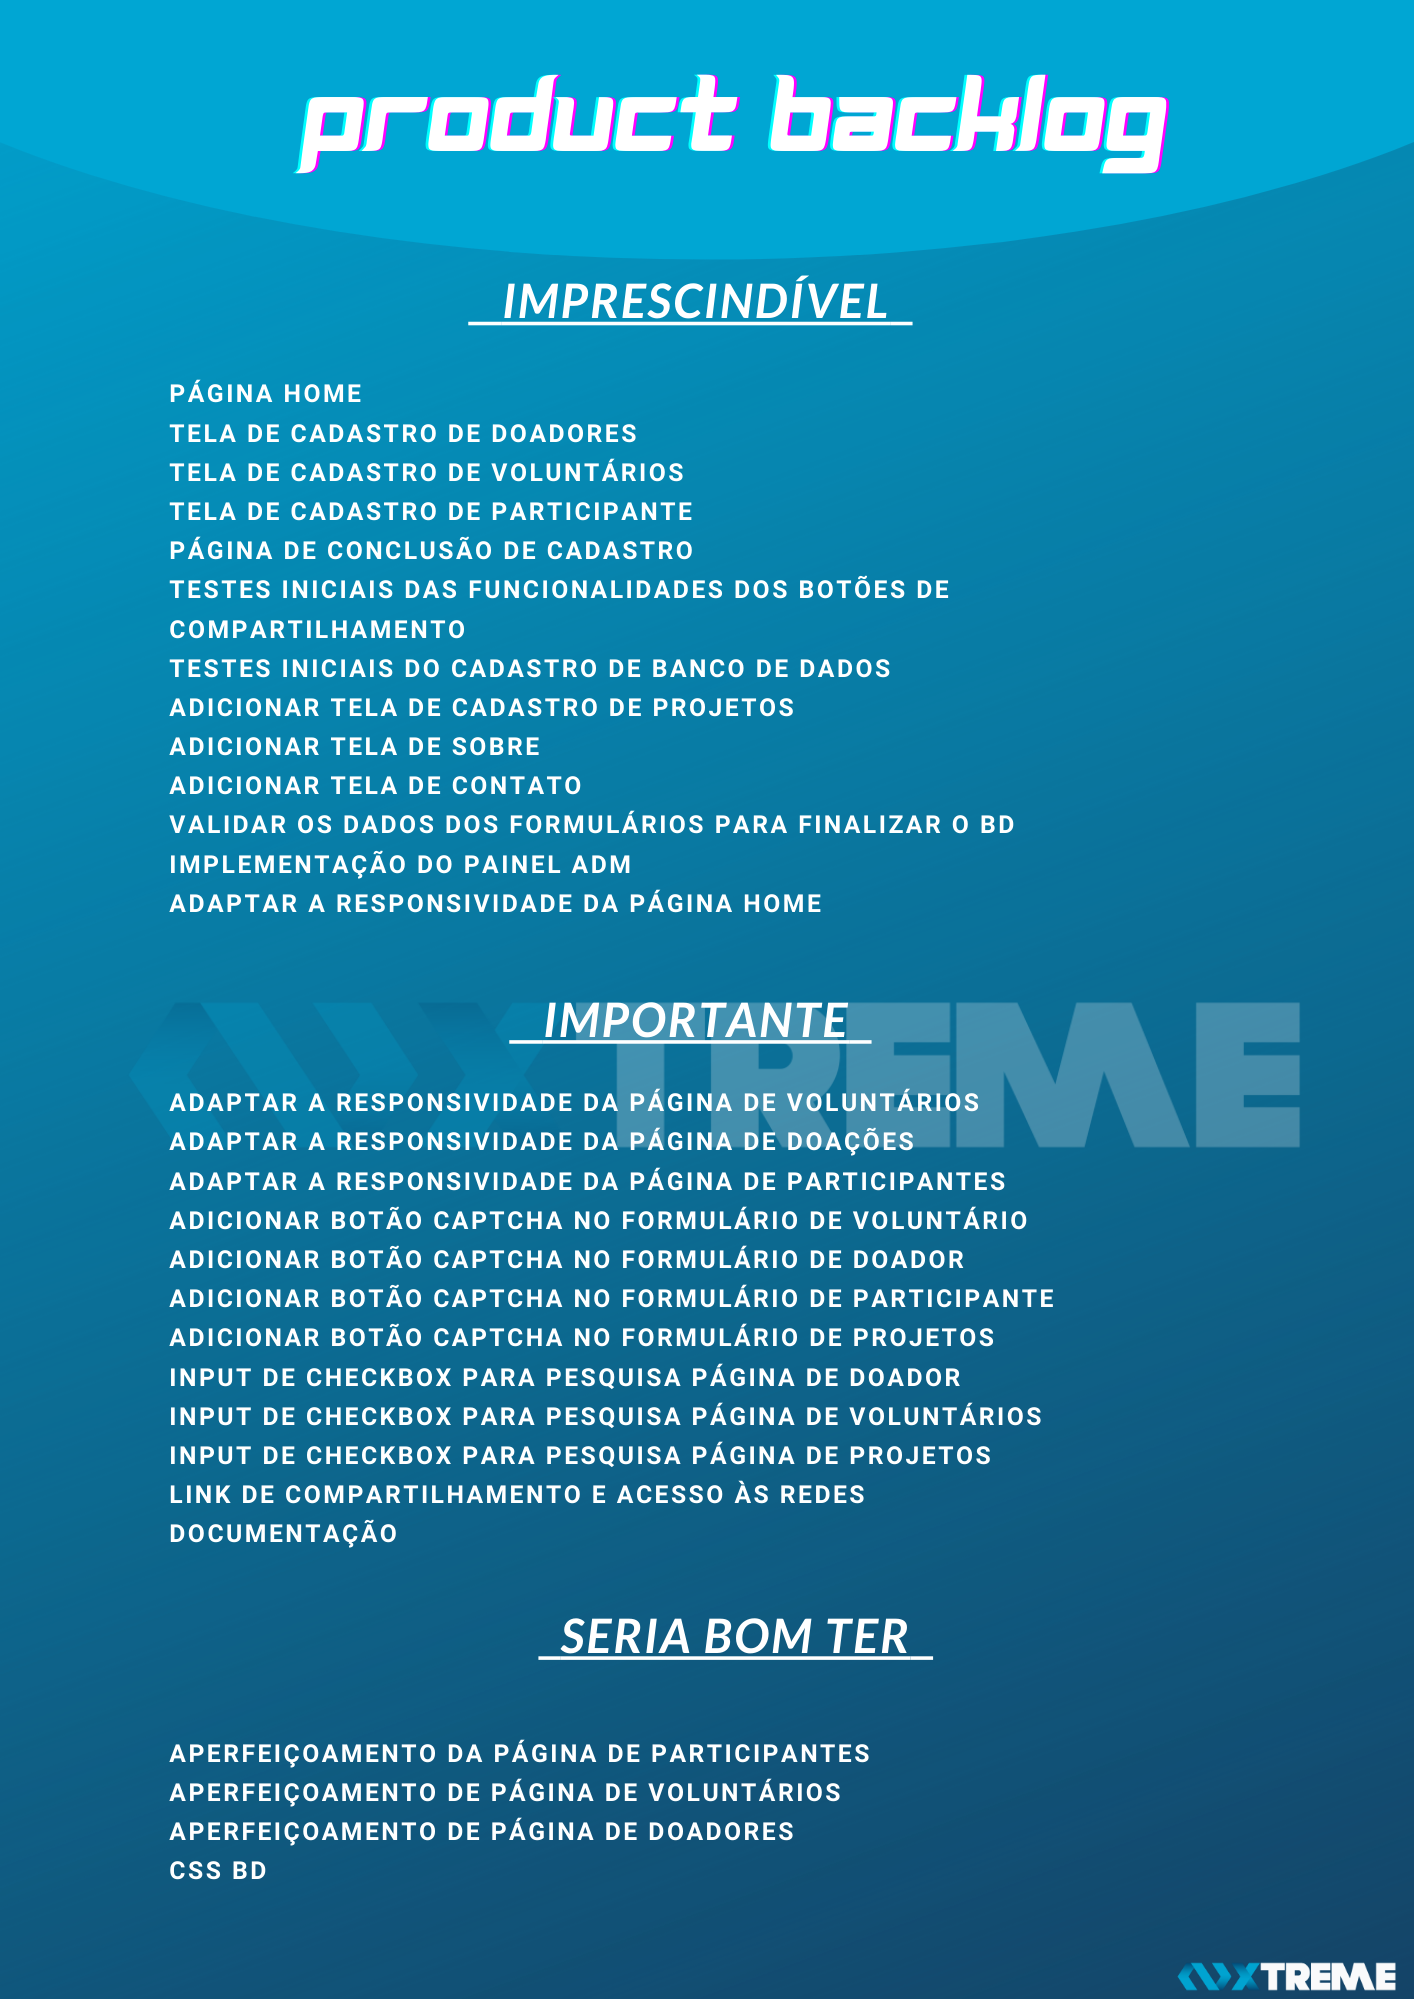 product backlog
IMPRESCINDÍVEL
PÁGINA HOME
TELA DE CADASTRO DE DOADORES
TELA DE CADASTRO DE VOLUNTÁRIOS
TELA DE CADASTRO DE PARTICIPANTE
PÁGINA DE CONCLUSÃO DE CADASTRO
TESTES INICIAIS DAS FUNCIONALIDADES DOS BOTÕES DE
COMPARTILHAMENTO
TESTES INICIAIS DO CADASTRO DE BANCO DE DADOS
ADICIONAR TELA DE CADASTRO DE PROJETOS
ADICIONAR TELA DE SOBRE
ADICIONAR TELA DE CONTATO
VALIDAR OS DADOS DOS FORMULÁRIOS PARA FINALIZAR O BD
IMPLEMENTAÇÃO DO PAINEL ADM
ADAPTAR A RESPONSIVIDADE DA PÁGINA HOME
IMPORTANTE
XTREME
ADAPTAR A RESPONSIVIDADE DA PÁGINA DE VOLUNTÁRIOS
ADAPTAR A RESPONSIVIDADE DA PÁGINA DE DOAÇÕES
ADAPTAR A RESPONSIVIDADE DA PÁGINA DE PARTICIPANTES
ADICIONAR BOTÃO CAPTCHA NO FORMULÁRIO DE VOLUNTÁRIO
ADICIONAR BOTÃO CAPTCHA NO FORMULÁRIO DE DOADOR
ADICIONAR BOTÃO CAPTCHA NO FORMULÁRIO DE PARTICIPANTE
ADICIONAR BOTÃO CAPTCHA NO FORMULÁRIO DE PROJETOS
INPUT DE CHECKBOX PARA PESQUISA PÁGINA DE DOADOR
INPUT DE CHECKBOX PARA PESQUISA PÁGINA DE VOLUNTÁRIOS
INPUT DE CHECKBOX PARA PESQUISA PÁGINA DE PROJETOS
LINK DE COMPARTILHAMENTO E ACESSO ÀS REDES
DOCUMENTAÇÃO
SERIA BOM TER
APERFEIÇOAMENTO DA PÁGINA DE PARTICIPANTES
APERFEIÇOAMENTO DE PÁGINA DE VOLUNTÁRIOS
APERFEIÇOAMENTO DE PÁGINA DE DOADORES
CSS BD
XTREME